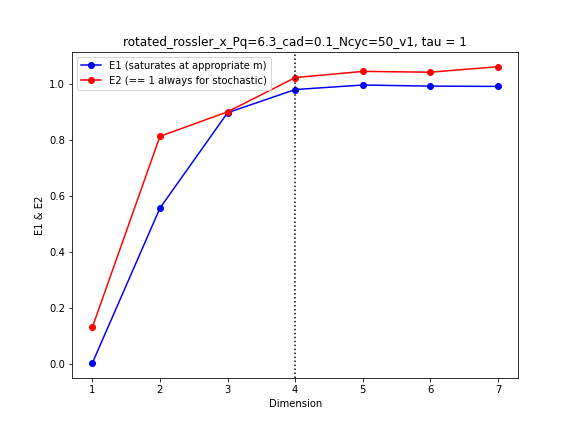 rotated_rossler_x_Pq=6.3_cad=0.1_Ncyc=50_v1, tau = 1
E1 (saturates at appropriate m)
E2 (== 1 always for stochastic)
1.0
0.8
0.6
0.4
0.2
0.0
E1 & E2
1 2 3 4 5 6 7
Dimension